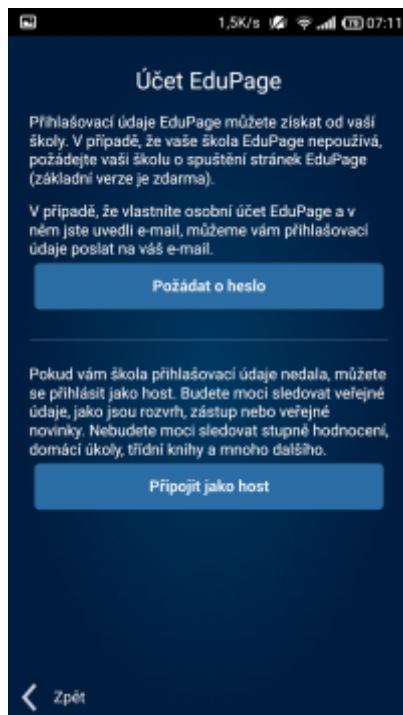 1,5K/s 79 07:11
Účet EduPage
Přihlašovací údaje EduPage můžete získat od vaší
školy. V případě, že vaše škola EduPage nepoužívá,
požádejte vaši školu o spuštění stránek EduPage
(základní verze je zdarma).
V případě, že vlastníte osobní účet EduPage a v
něm jste uvedli e-mail, můžeme vám přihlašovací
údaje poslat na váš e-mail.
Požádat o heslo
Pokud vám škola přihlašovací údaje nedala, můžete
se přihlásit jako host. Budete moci sledovat veřejné
údaje, jako jsou rozvrh, zástup nebo veřejné
novinky. Nebudete moci sledovat stupně hodnocení,
domácí úkoly, třídní knihy a mnoho dalšího.
Připojit jako host
Zpět